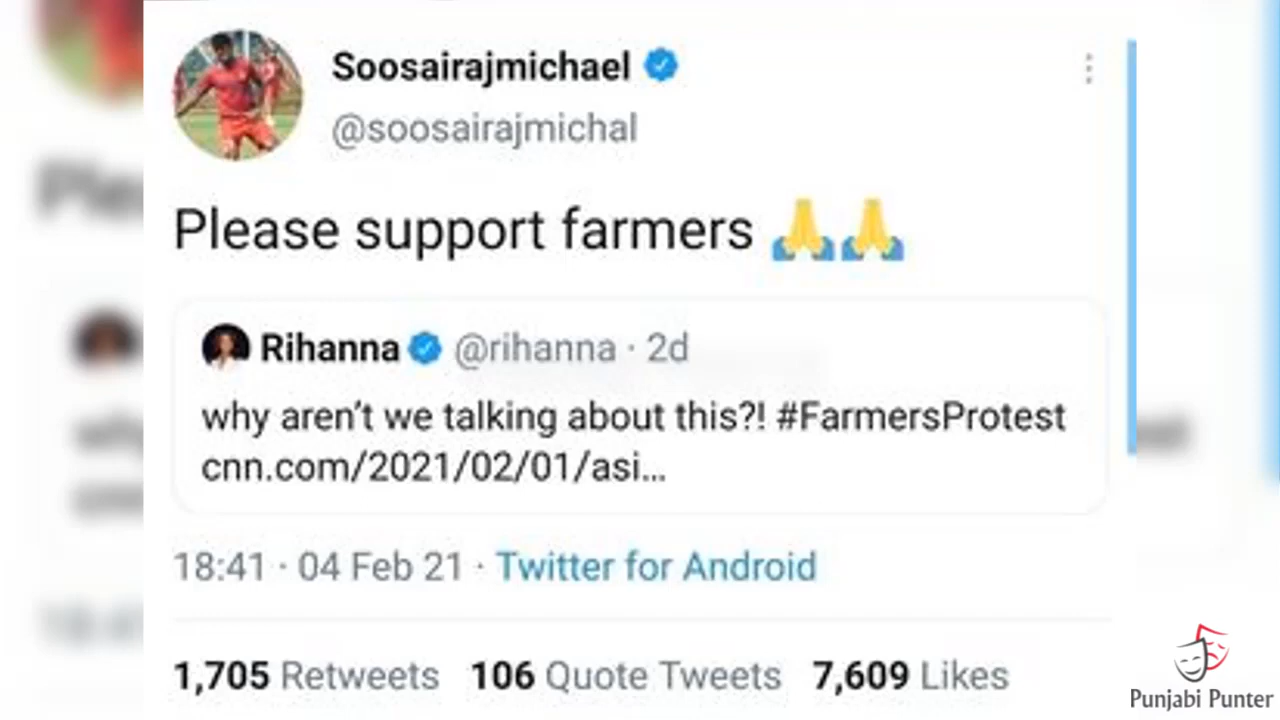 Soosairajmichael
@soosairajmichal
Please support farmers 🙏🙏
Rihanna @rihanna · 2d
why aren't we talking about this?! #FarmersProtest
cnn.com/2021/02/01/asi...
18:41 · 04 Feb 21 · Twitter for Android
1,705 Retweets 106 Quote Tweets 7,609 Likes
Punjabi Punter